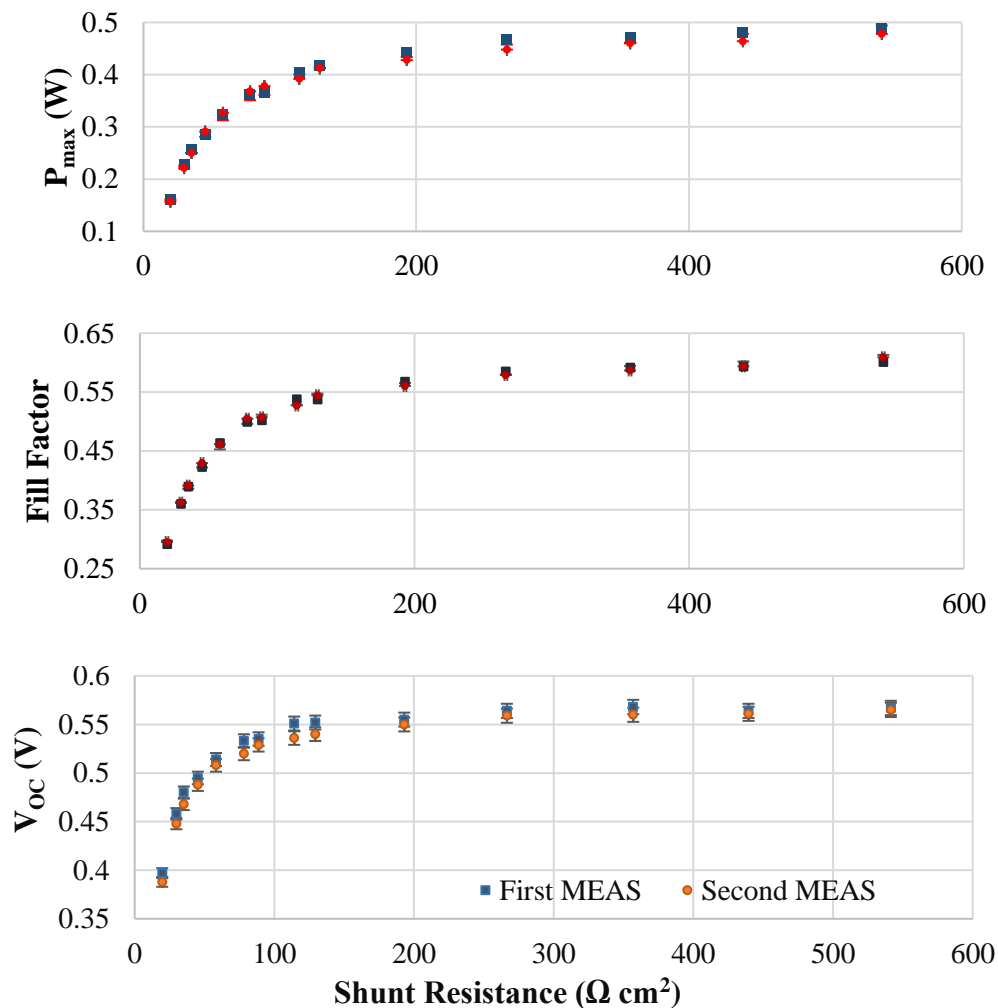 0.5
0.4
0.3
0.2
0.1
P_max (W)
0 200 400 600
0.65
0.55
0.45
0.35
0.25
Fill Factor
0 200 400 600
0.6
0.55
0.5
0.45
0.4
0.35
V_OC (V)
First MEAS Second MEAS
0 100 200 300 400 500 600
Shunt Resistance (Ω cm²)